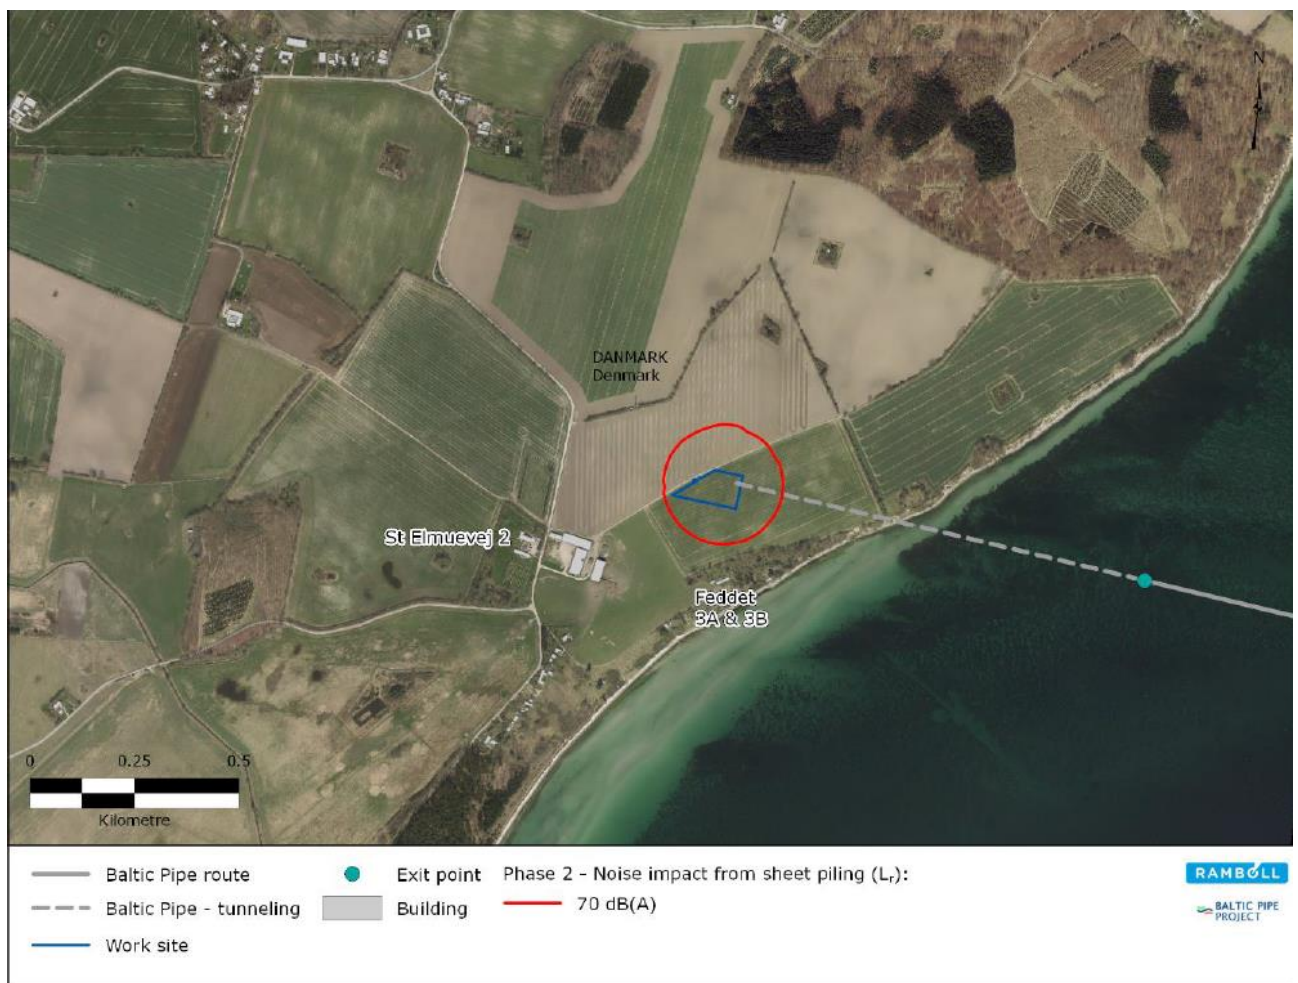 N
DANMARK
Denmark
St Elmuevej 2
Feddet
3A & 3B
0 0.25 0.5
Kilometre
Baltic Pipe route
Exit point
Phase 2 - Noise impact from sheet piling (Lr):
Baltic Pipe - tunneling
Building
70 dB(A)
Work site
RAMBOLL
BALTIC PIPE
PROJECT